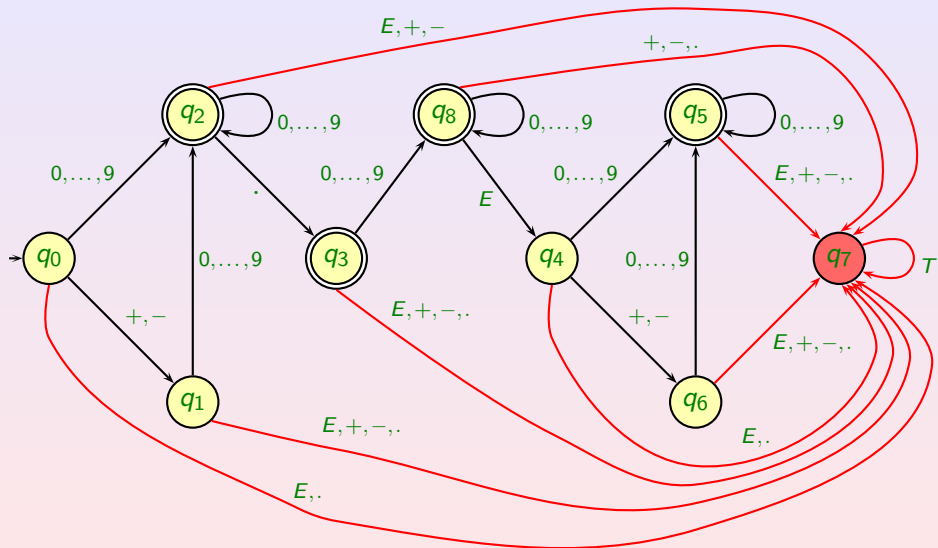 E,+,−
+,−,.
q2
q8
q5
0,...,9
0,...,9
0,...,9
0,...,9
.
0,...,9
E
0,...,9
E,+,−,.
q0
0,...,9
q3
q4
0,...,9
q7
T
+,−
E,+,−,.
+,−
E,+,−,.
q1
q6
E,+,−,.
E,.
E,.